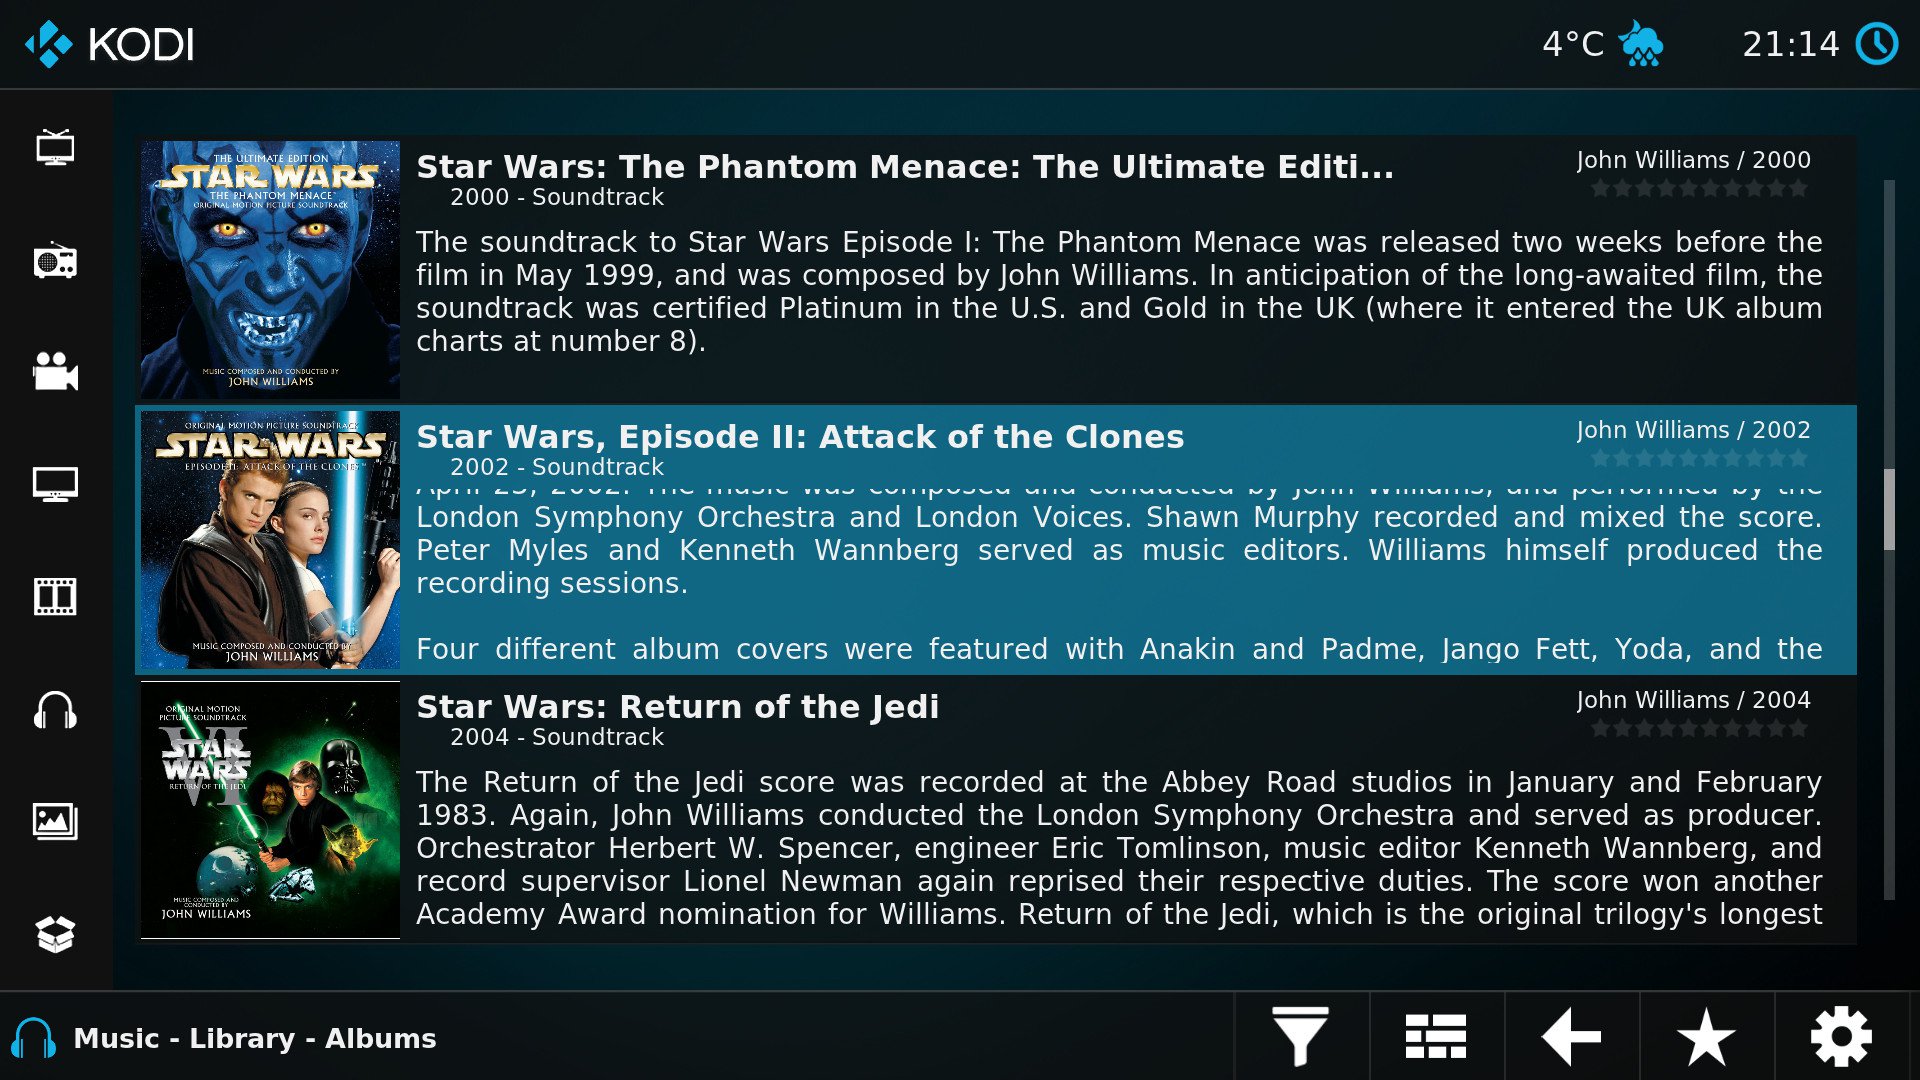 KODI
4°C
21:14
THE ULTIMATE EDITION
STAR WARS
THE PHANTOM MENACE
ORIGINAL MOTION PICTURE SOUNDTRACK
MUSIC COMPOSED AND CONDUCTED BY
JOHN WILLIAMS
Star Wars: The Phantom Menace: The Ultimate Editi...
John Williams / 2000
2000 - Soundtrack
The soundtrack to Star Wars Episode I: The Phantom Menace was released two weeks before the
film in May 1999, and was composed by John Williams. In anticipation of the long-awaited film, the
soundtrack was certified Platinum in the U.S. and Gold in the UK (where it entered the UK album
charts at number 8).
ORIGINAL MOTION PICTURE SOUNDTRACK
STAR WARS
EPISODE II: ATTACK OF THE CLONES
MUSIC COMPOSED AND CONDUCTED BY
JOHN WILLIAMS
Star Wars, Episode II: Attack of the Clones
John Williams / 2002
2002 - Soundtrack
2002. The music was composed and conducted by John Williams, and performed by the
London Symphony Orchestra and London Voices. Shawn Murphy recorded and mixed the score.
Peter Myles and Kenneth Wannberg served as music editors. Williams himself produced the
recording sessions.
Four different album covers were featured with Anakin and Padme, Jango Fett, Yoda, and the
ORIGINAL MOTION
PICTURE SOUNDTRACK
VI
STAR
WARS
RETURN OF THE JEDI
MUSIC COMPOSED AND
CONDUCTED BY
JOHN WILLIAMS
Star Wars: Return of the Jedi
John Williams / 2004
2004 - Soundtrack
The Return of the Jedi score was recorded at the Abbey Road studios in January and February
1983. Again, John Williams conducted the London Symphony Orchestra and served as producer.
Orchestrator Herbert W. Spencer, engineer Eric Tomlinson, music editor Kenneth Wannberg, and
record supervisor Lionel Newman again reprised their respective duties. The score won another
Academy Award nomination for Williams. Return of the Jedi, which is the original trilogy's longest
Music - Library - Albums